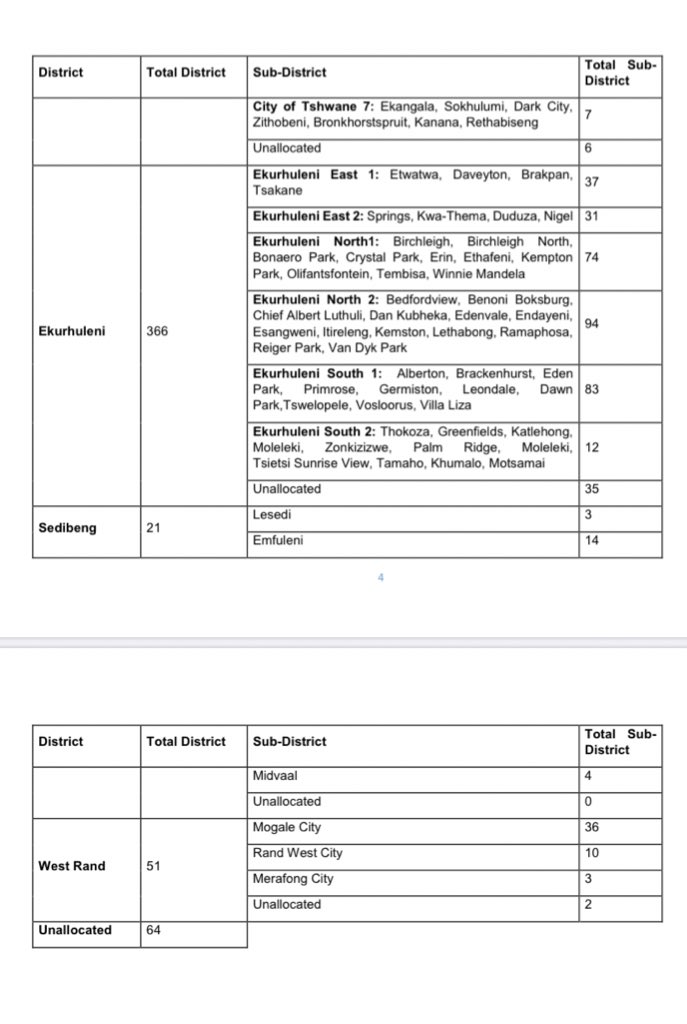 District Total District Sub-District Total Sub-
District
City of Tshwane 7: Ekangala, Sokhulumi, Dark City,
Zithobeni, Bronkhorstspruit, Kanana, Rethabiseng 7
Unallocated 6
Ekurhuleni 366
Ekurhuleni East 1: Etwatwa, Daveyton, Brakpan,
Tsakane 37
Ekurhuleni East 2: Springs, Kwa-Thema, Duduza, Nigel 31
Ekurhuleni North1: Birchleigh, Birchleigh North,
Bonaero Park, Crystal Park, Erin, Ethafeni, Kempton 74
Park, Olifantsfontein, Tembisa, Winnie Mandela
Ekurhuleni North 2: Bedfordview, Benoni Boksburg,
Chief Albert Luthuli, Dan Kubheka, Edenvale, Endayeni,
Esangweni, Itireleng, Kemston, Lethabong, Ramaphosa, 94
Reiger Park, Van Dyk Park
Ekurhuleni South 1: Alberton, Brackenhurst, Eden
Park, Primrose, Germiston, Leondale, Dawn 83
Park,Tswelopele, Vosloorus, Villa Liza
Ekurhuleni South 2: Thokoza, Greenfields, Katlehong,
Moleleki, Zonkizizwe, Palm Ridge, Moleleki, 12
Tsietsi Sunrise View, Tamaho, Khumalo, Motsamai
Unallocated 35
Sedibeng 21
Lesedi 3
Emfuleni 14
4
District Total District Sub-District Total Sub-
District
Midvaal 4
Unallocated 0
West Rand 51
Mogale City 36
Rand West City 10
Merafong City 3
Unallocated 2
Unallocated 64